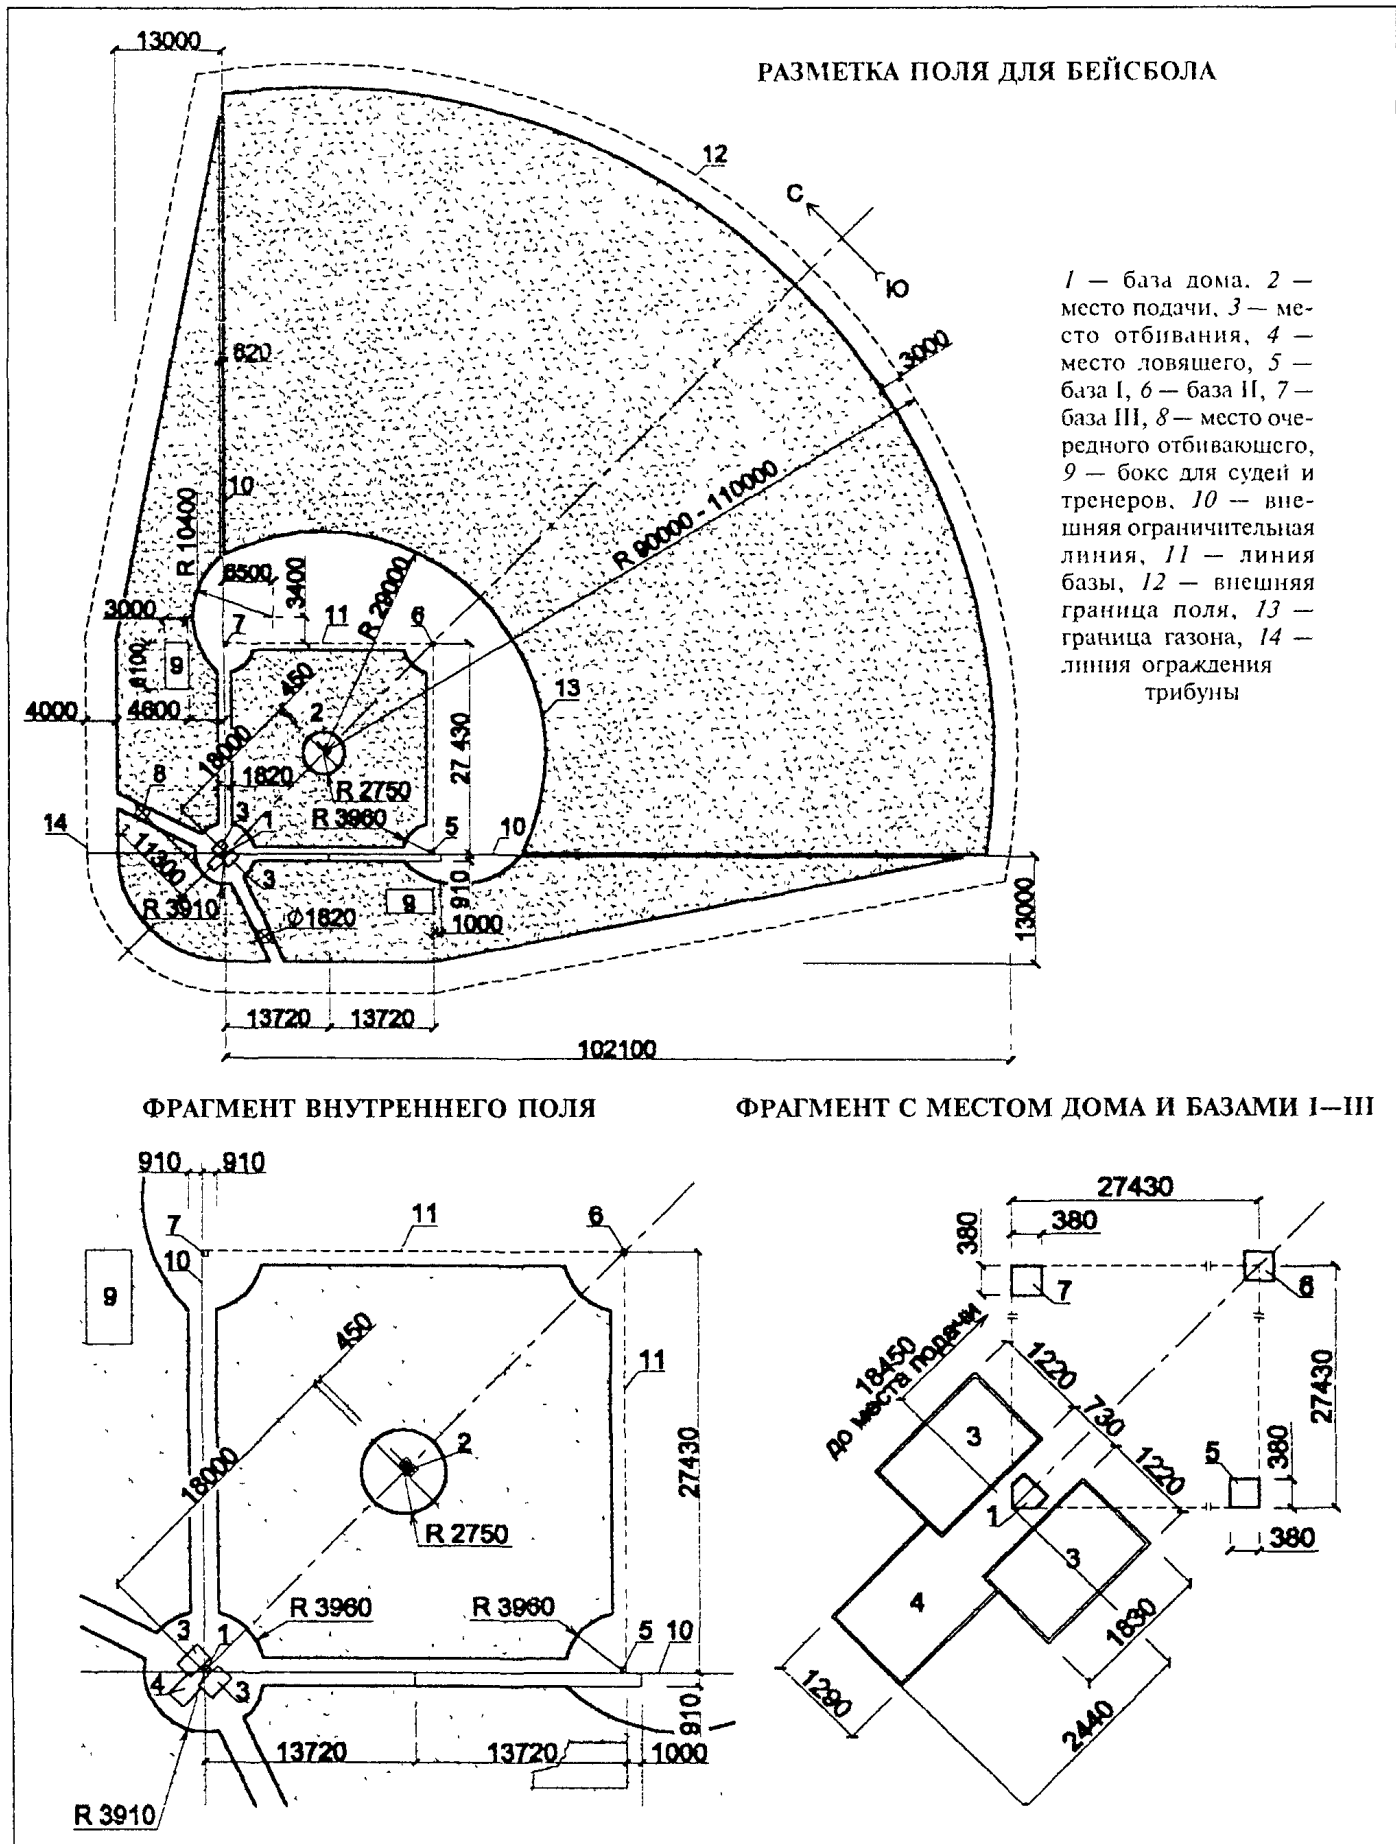 РАЗМЕТКА ПОЛЯ ДЛЯ БЕЙСБОЛА
13000
12
С
Ю
1 — база дома. 2 —
место подачи, 3 — ме-
сто отбивания, 4 —
место ловящего, 5 —
база I, 6 — база II, 7 —
база III, 8 — место оче-
редного отбивающего,
9 — бокс для судей и
тренеров. 10 — вне-
шняя ограничительная
линия, 11 — линия
базы, 12 — внешняя
граница поля, 13 —
граница газона, 14 —
линия ограждения
трибуны
620
3000
10
R 10400
R 90000 - 110000
6500
3400
R 29000
3000
7
11
6
6100
9
450
13
4000
4600
2
18000
27 430
8
1820
R 2750
3
1
R 3960
5
10
14
11300
3
910
R 3910
9
1000
Ø1820
13000
13720
13720
102100
ФРАГМЕНТ ВНУТРЕННЕГО ПОЛЯ
910
910
7
11
6
10
9
450
11
18000
2
27430
R 2750
R 3960
R 3960
3
1
5
10
4
3
910
13720
13720
1000
R 3910
ФРАГМЕНТ С МЕСТОМ ДОМА И БАЗАМИ I—III
27430
380
380
7
6
18450
до места подачи
1220
730
1220
27430
3
5
380
1
380
3
4
1830
1290
2440